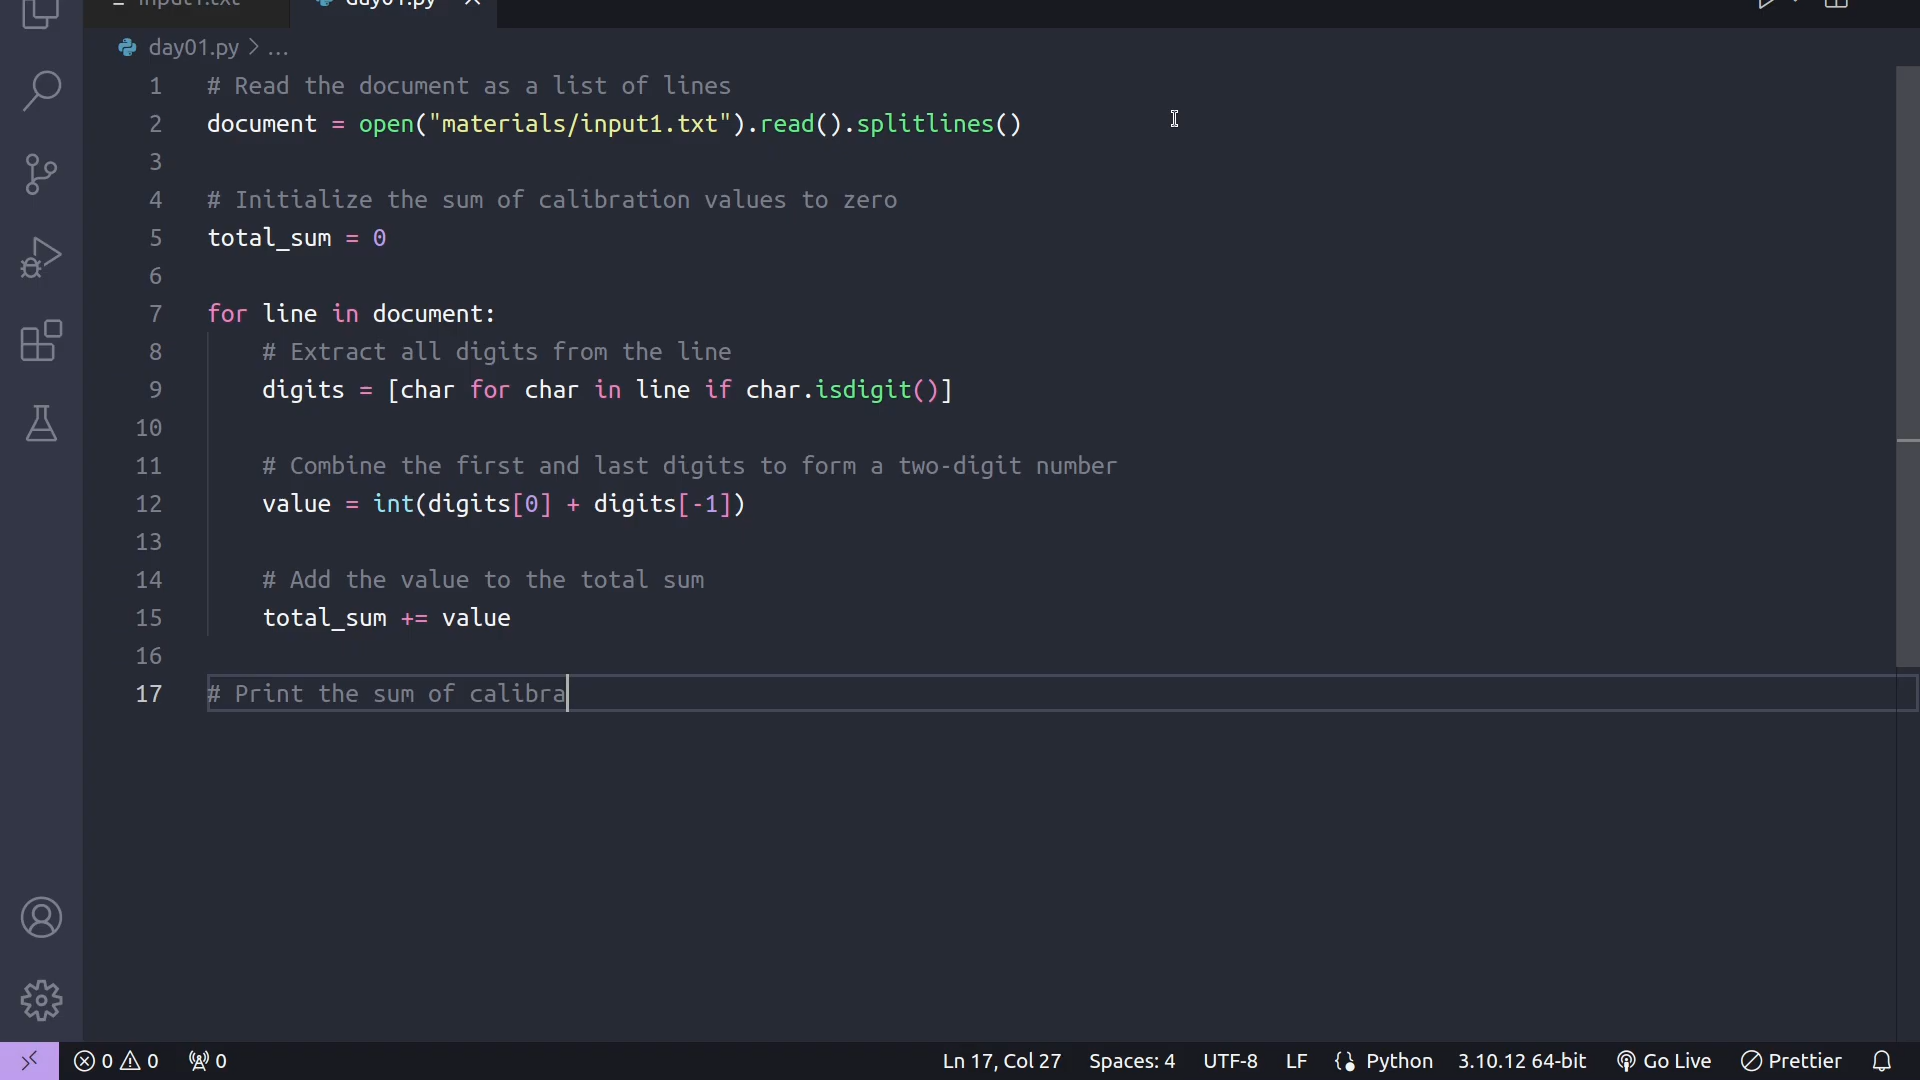 input1.txt
day01.py
day01.py > ...
1 # Read the document as a list of lines
2 document = open("materials/input1.txt").read().splitlines()
3
4 # Initialize the sum of calibration values to zero
5 total_sum = 0
6
7 for line in document:
8 # Extract all digits from the line
9 digits = [char for char in line if char.isdigit()]
10
11 # Combine the first and last digits to form a two-digit number
12 value = int(digits[0] + digits[-1])
13
14 # Add the value to the total sum
15 total_sum += value
16
17 # Print the sum of calibra
0 0 0 Ln 17, Col 27 Spaces: 4 UTF-8 LF Python 3.10.12 64-bit Go Live Prettier